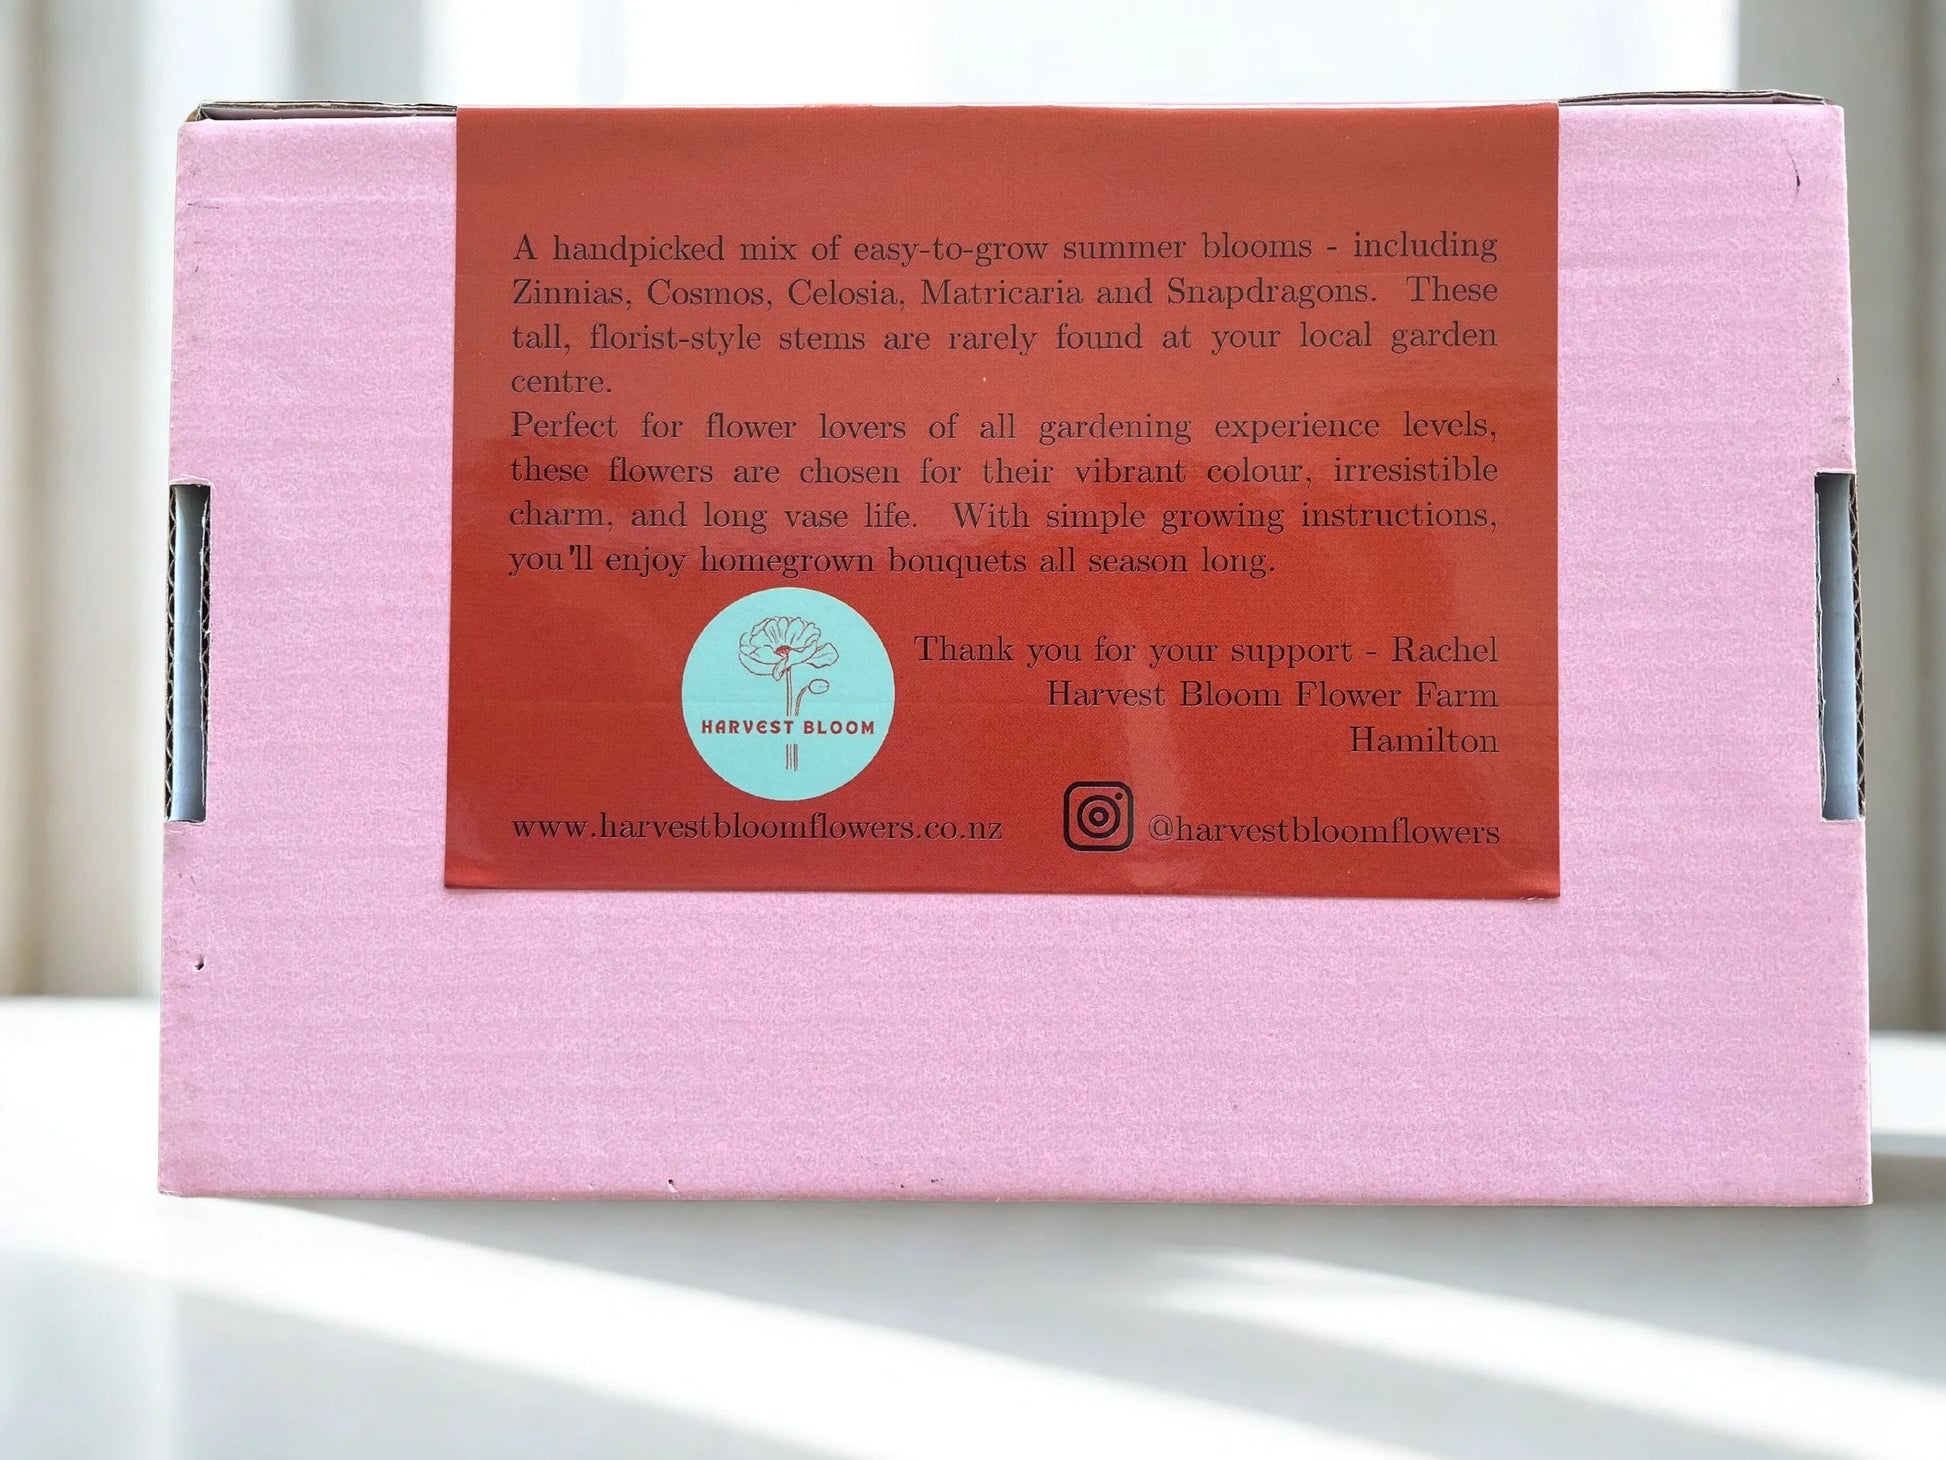 A handpicked mix of easy-to-grow summer blooms - including
Zinnias, Cosmos, Celosia, Matricaria and Snapdragons. These
tall, florist-style stems are rarely found at your local garden
centre.
Perfect for flower lovers of all gardening experience levels,
these flowers are chosen for their vibrant colour, irresistible
charm, and long vase life. With simple growing instructions,
you'll enjoy homegrown bouquets all season long.
Thank you for your support - Rachel
Harvest Bloom Flower Farm
Hamilton
HARVEST BLOOM
www.harvestbloomflowers.co.nz
@harvestbloomflowers